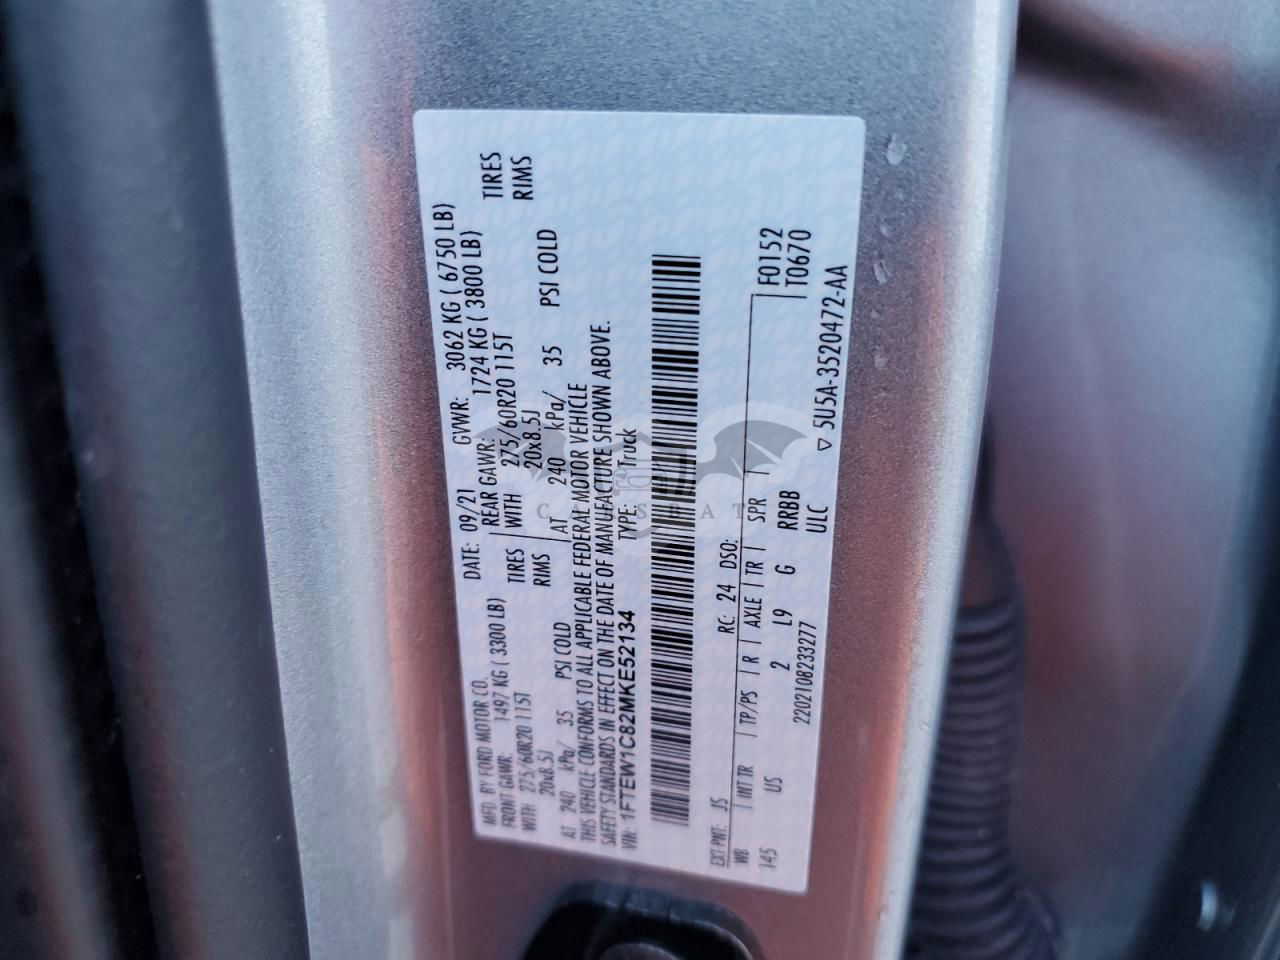 MFD. BY FORD MOTOR CO.
DATE: 09/21 GVWR: 3062 KG ( 6750 LB)
FRONT GAWR: 1497 KG ( 3300 LB) REAR GAWR: 1724 KG ( 3800 LB)
WITH 275/60R20 115T TIRES WITH 275/60R20 115T TIRES
20x8.5J RIMS 20x8.5J RIMS
AT 240 kPa/ 35 PSI COLD AT 240 kPa/ 35 PSI COLD
THIS VEHICLE CONFORMS TO ALL APPLICABLE FEDERAL MOTOR VEHICLE
SAFETY STANDARDS IN EFFECT ON THE DATE OF MANUFACTURE SHOWN ABOVE.
VIN: 1FTEW1C82MKE52134 TYPE: Truck
CARSBAT
EXT PNT: JS RC: 24 DSO: F0152
WB INT TR TP/PS R AXLE TR SPR T0670
145 US 2 L9 G RRBB
2202108233277 ULC
5U5A-3520472-AA